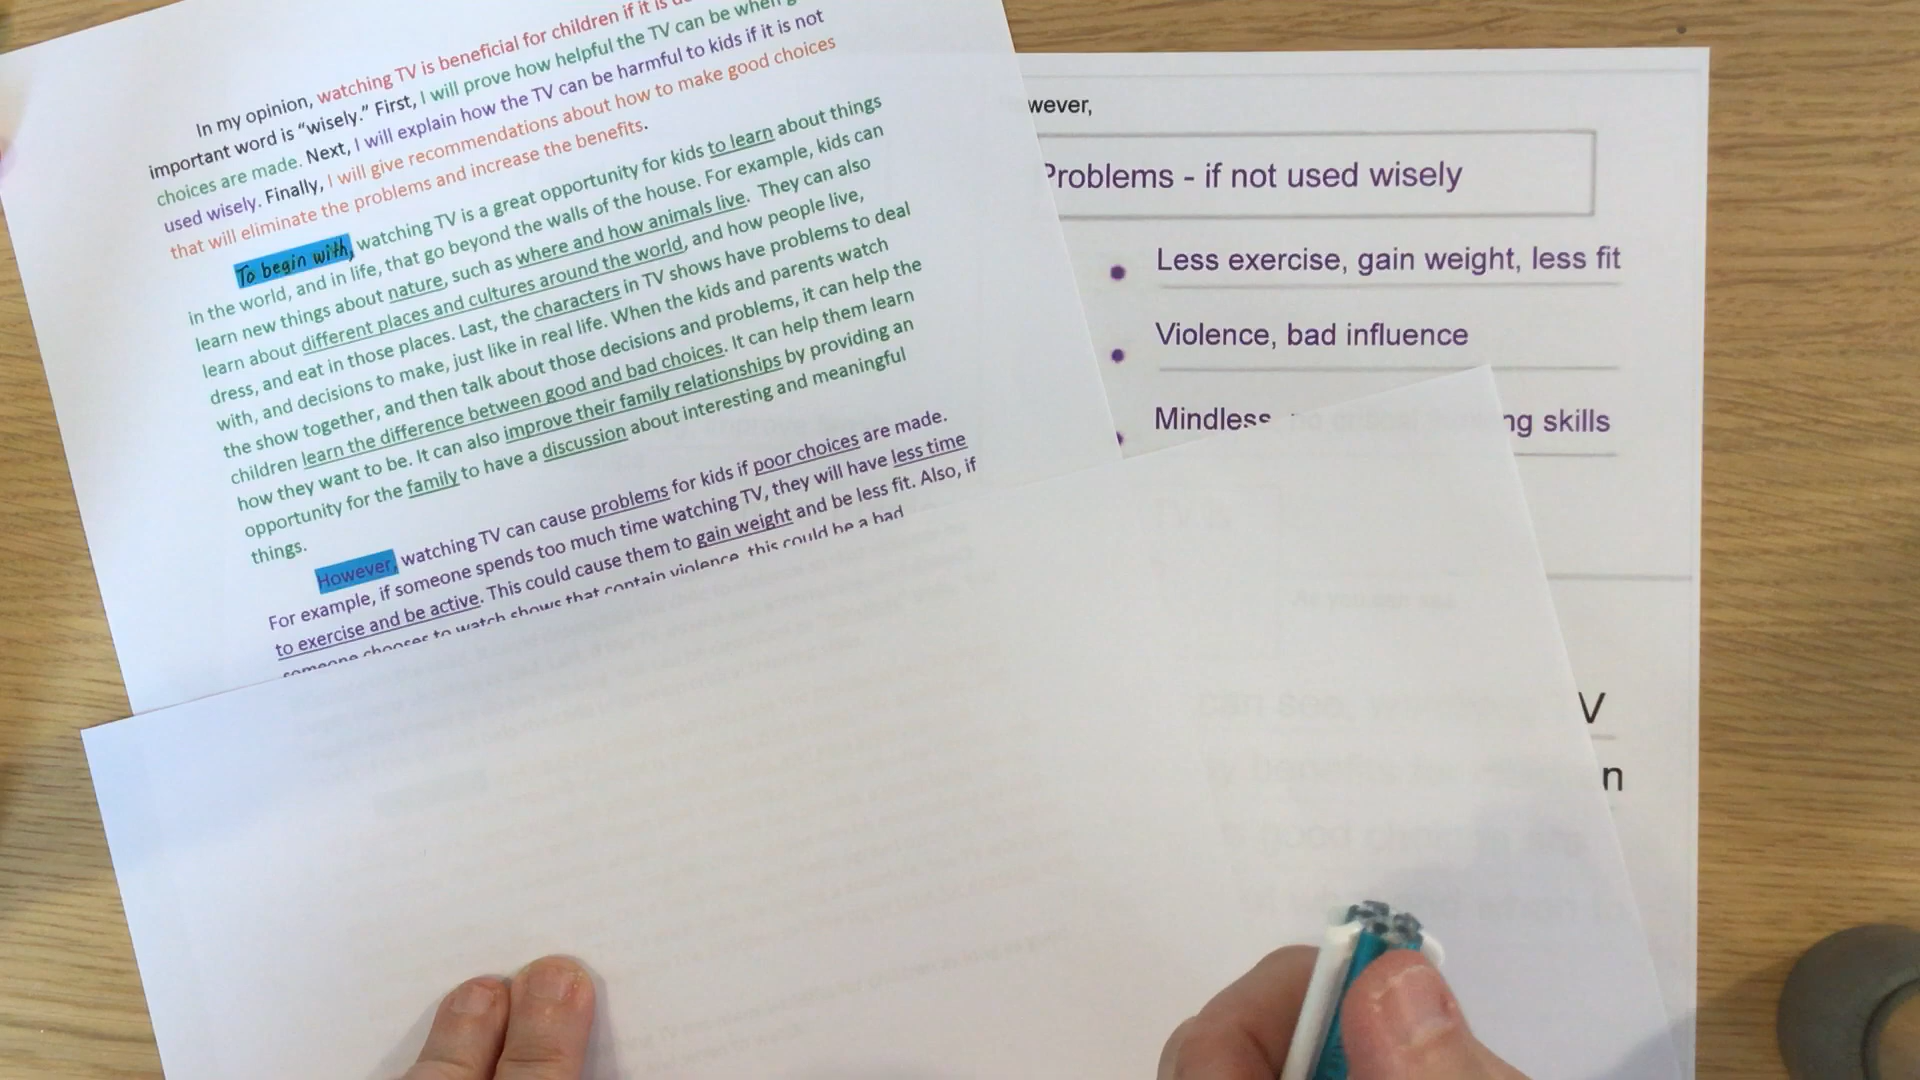 In my opinion, watching TV is beneficial for children if it is
important word is “wisely.” First, I will prove how helpful the TV can be when
choices are made. Next, I will explain how the TV can be harmful to kids if it is not
used wisely. Finally, I will give recommendations about how to make good choices
that will eliminate the problems and increase the benefits.
To begin with, watching TV is a great opportunity for kids to learn about things
in the world, and in life, that go beyond the walls of the house. For example, kids can
learn new things about nature, such as where and how animals live. They can also
learn about different places and cultures around the world, and how people live,
dress, and eat in those places. Last, the characters in TV shows have problems to deal
with, and decisions to make, just like in real life. When the kids and parents watch
the show together, and then talk about those decisions and problems, it can help the
children learn the difference between good and bad choices. It can help them learn
how they want to be. It can also improve their family relationships by providing an
opportunity for the family to have a discussion about interesting and meaningful
things.
However, watching TV can cause problems for kids if poor choices are made.
For example, if someone spends too much time watching TV, they will have less time
to exercise and be active. This could cause them to gain weight and be less fit. Also, if
someone chooses to watch shows that contain violence, this could be a bad
wever,
Problems - if not used wisely
Less exercise, gain weight, less fit
Violence, bad influence
Mindless ng skills
V
n